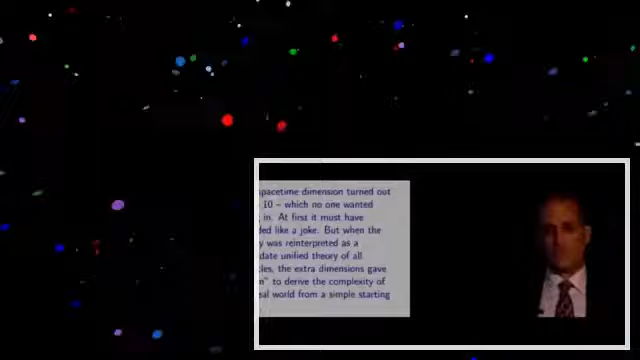 spacetime dimension turned out
10 – which no one wanted
in. At first it must have
ded like a joke. But when the
y was reinterpreted as a
date unified theory of all
cles, the extra dimensions gave
m" to derive the complexity of
eal world from a simple starting